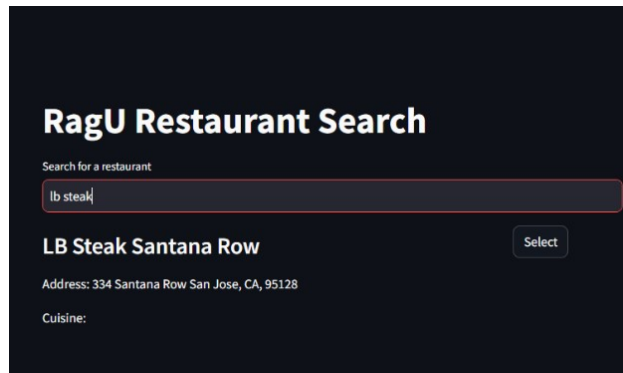 RagU Restaurant Search
Search for a restaurant
lb steak
LB Steak Santana Row
Select
Address: 334 Santana Row San Jose, CA, 95128
Cuisine: